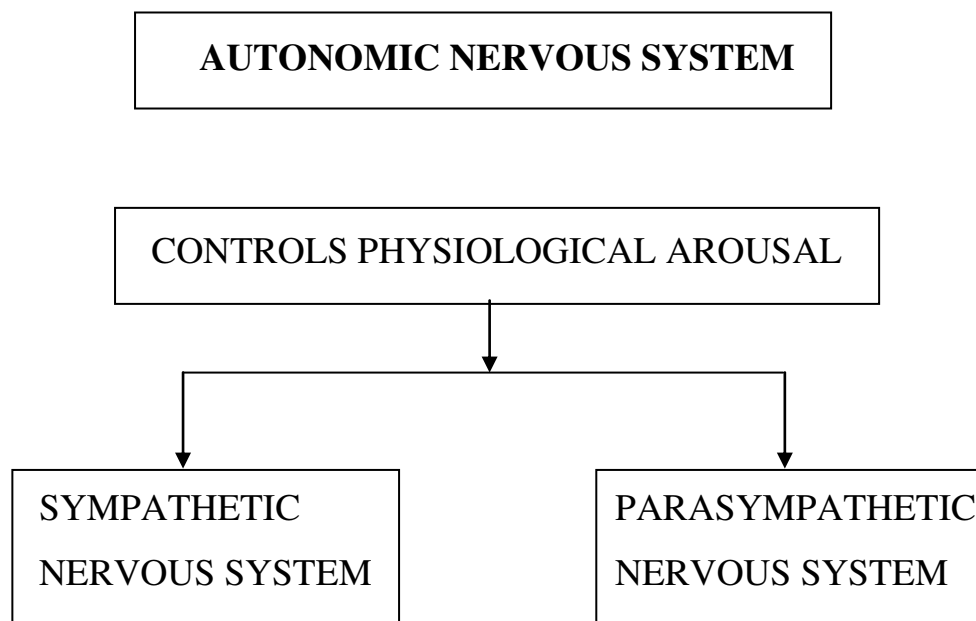 AUTONOMIC NERVOUS SYSTEM
CONTROLS PHYSIOLOGICAL AROUSAL
SYMPATHETIC
NERVOUS SYSTEM
PARASYMPATHETIC
NERVOUS SYSTEM